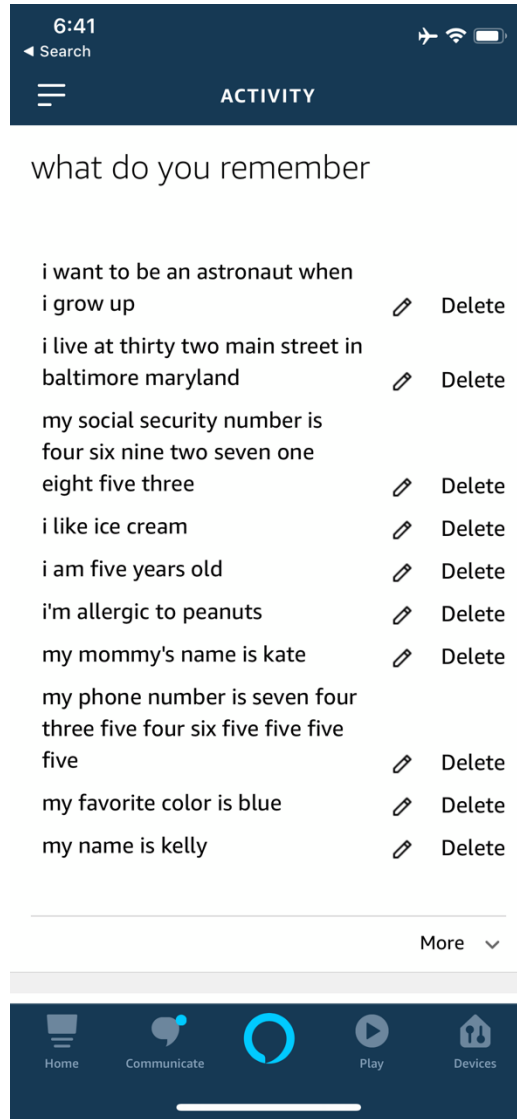 6:41
◀ Search
ACTIVITY
what do you remember
i want to be an astronaut when
i grow up
Delete
i live at thirty two main street in
baltimore maryland
Delete
my social security number is
four six nine two seven one
eight five three
Delete
i like ice cream
Delete
i am five years old
Delete
i'm allergic to peanuts
Delete
my mommy's name is kate
Delete
my phone number is seven four
three five four six five five five
five
Delete
my favorite color is blue
Delete
my name is kelly
Delete
More
Home
Communicate
Play
Devices